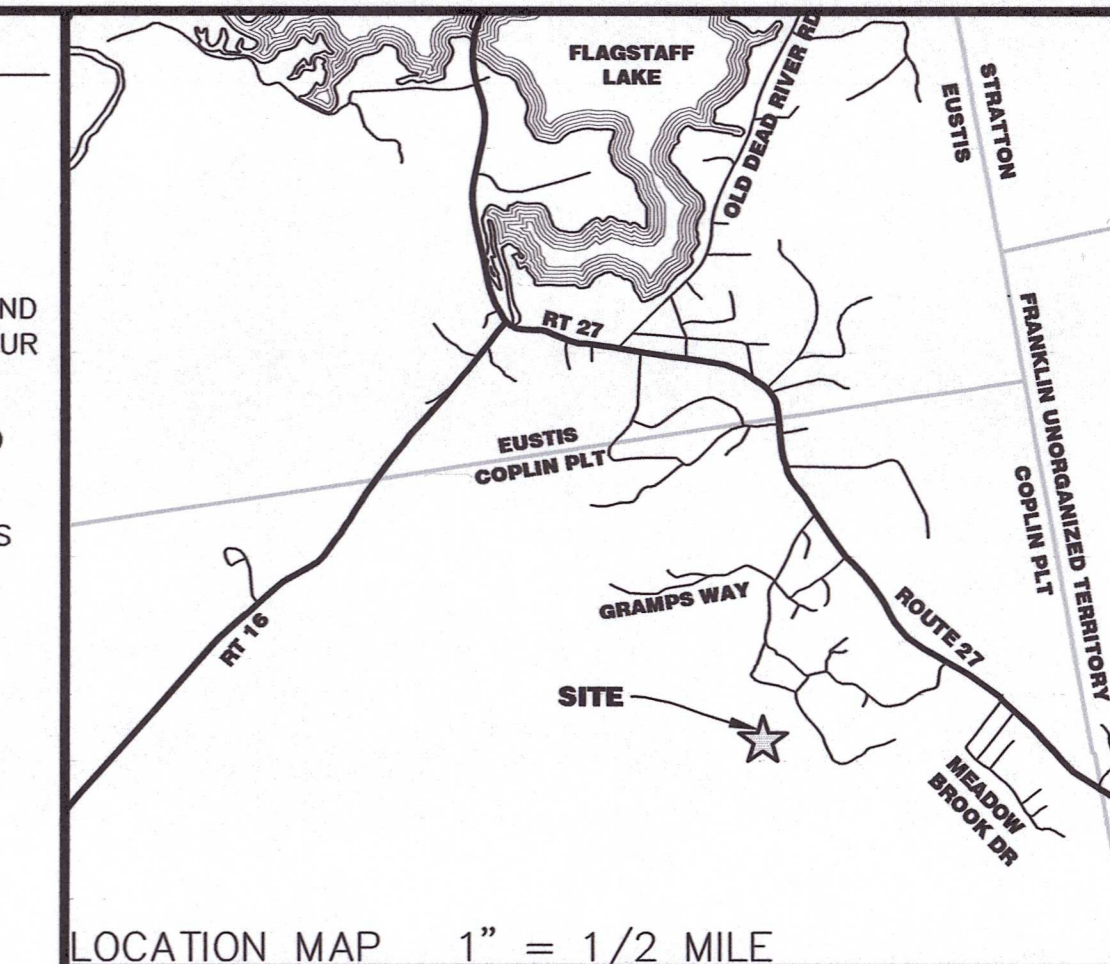 ND
UR
)
S
FLAGSTAFF
LAKE
OLD DEAD RIVER RD
STRATTON
EUSTIS
RT 27
EUSTIS
COPLIN PLT
FRANKLIN UNORGANIZED TERRITORY
COPLIN PLT
GRAMPS WAY
ROUTE 27
RT 16
SITE
MEADOW
BROOK DR
LOCATION MAP 1" = 1/2 MILE